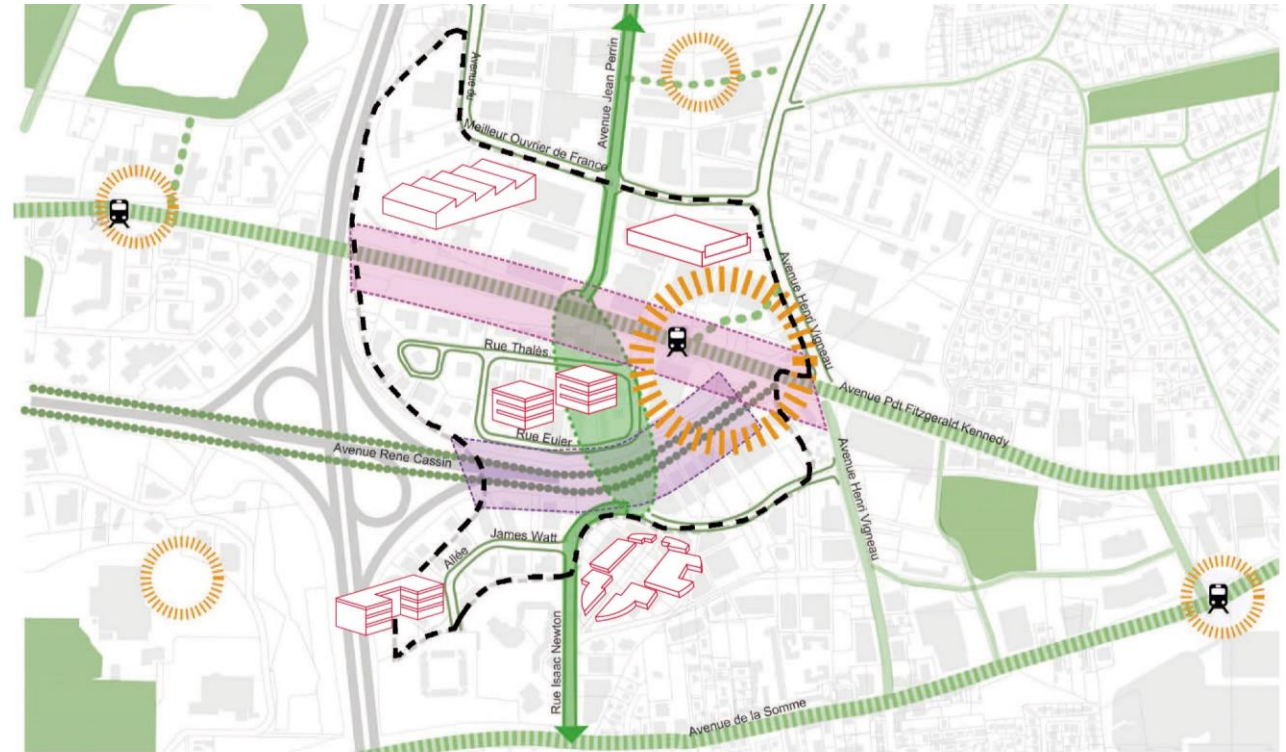 Avenue du
Meilleur Ouvrier de France
Avenue Jean Perrin
Avenue Henri Vigneau
Rue Thalès
Rue Euler
Avenue Rene Cassin
Avenue Pdt Fitzgerald Kennedy
Avenue Henri Vigneau
Allée
James Watt
Rue Isaac Newton
Avenue de la Somme